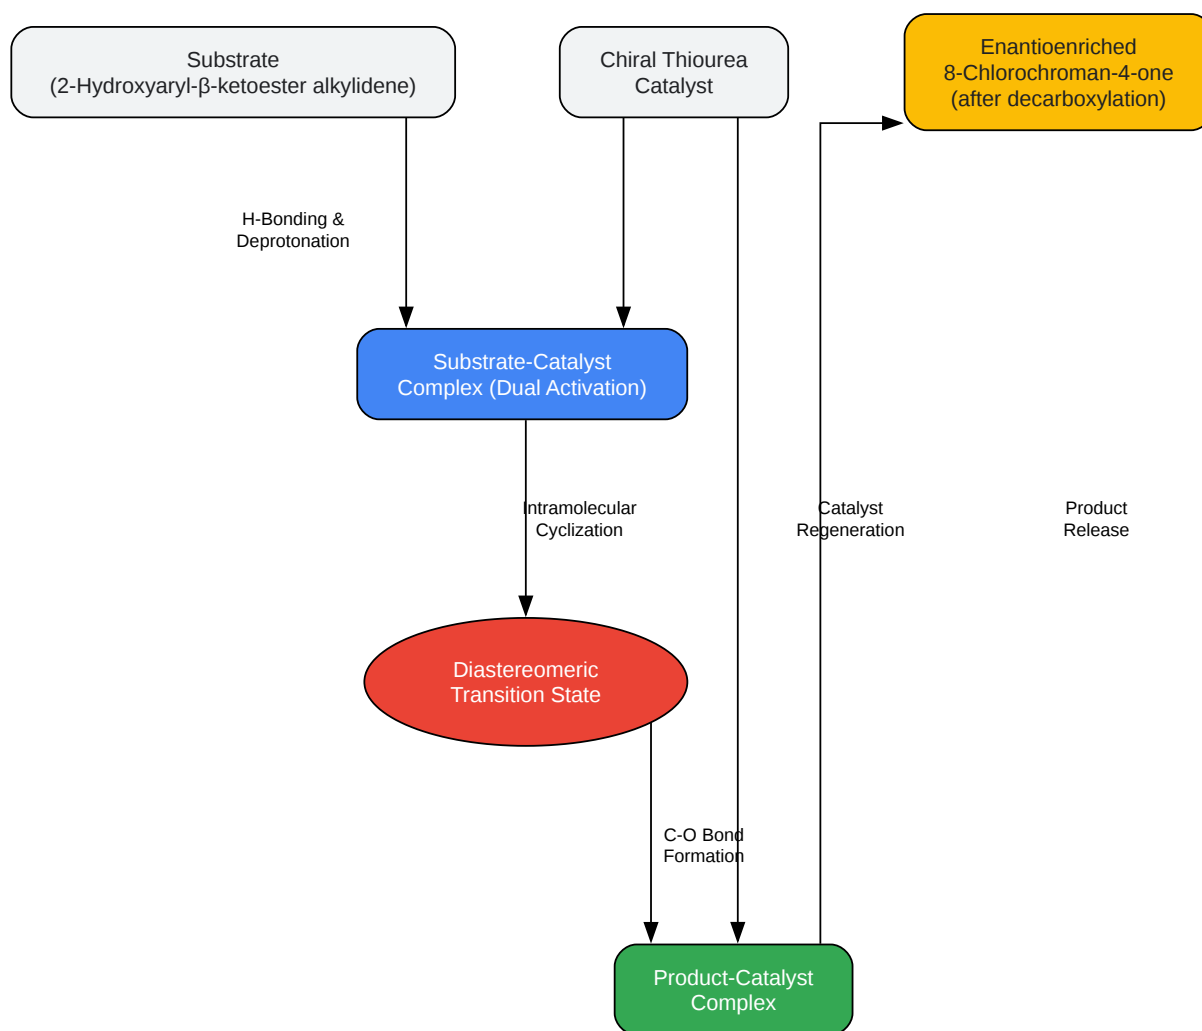 Substrate
(2-Hydroxyaryl-β-ketoester alkylidene)
Chiral Thiourea
Catalyst
Enantioenriched
8-Chlorochroman-4-one
(after decarboxylation)
H-Bonding &
Deprotonation
Substrate-Catalyst
Complex (Dual Activation)
Intramolecular
Cyclization
Catalyst
Regeneration
Product
Release
Diastereomeric
Transition State
C-O Bond
Formation
Product-Catalyst
Complex